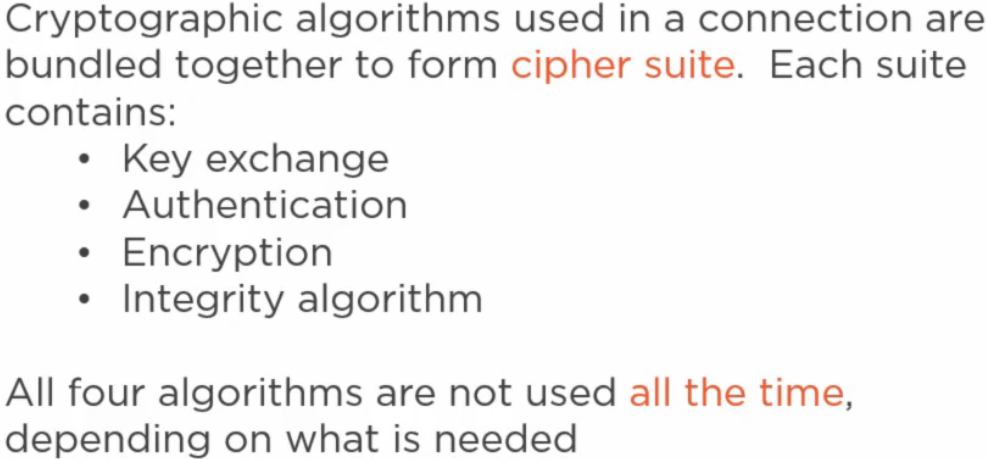 Cryptographic algorithms used in a connection are
bundled together to form cipher suite. Each suite
contains:
• Key exchange
• Authentication
• Encryption
• Integrity algorithm
All four algorithms are not used all the time,
depending on what is needed